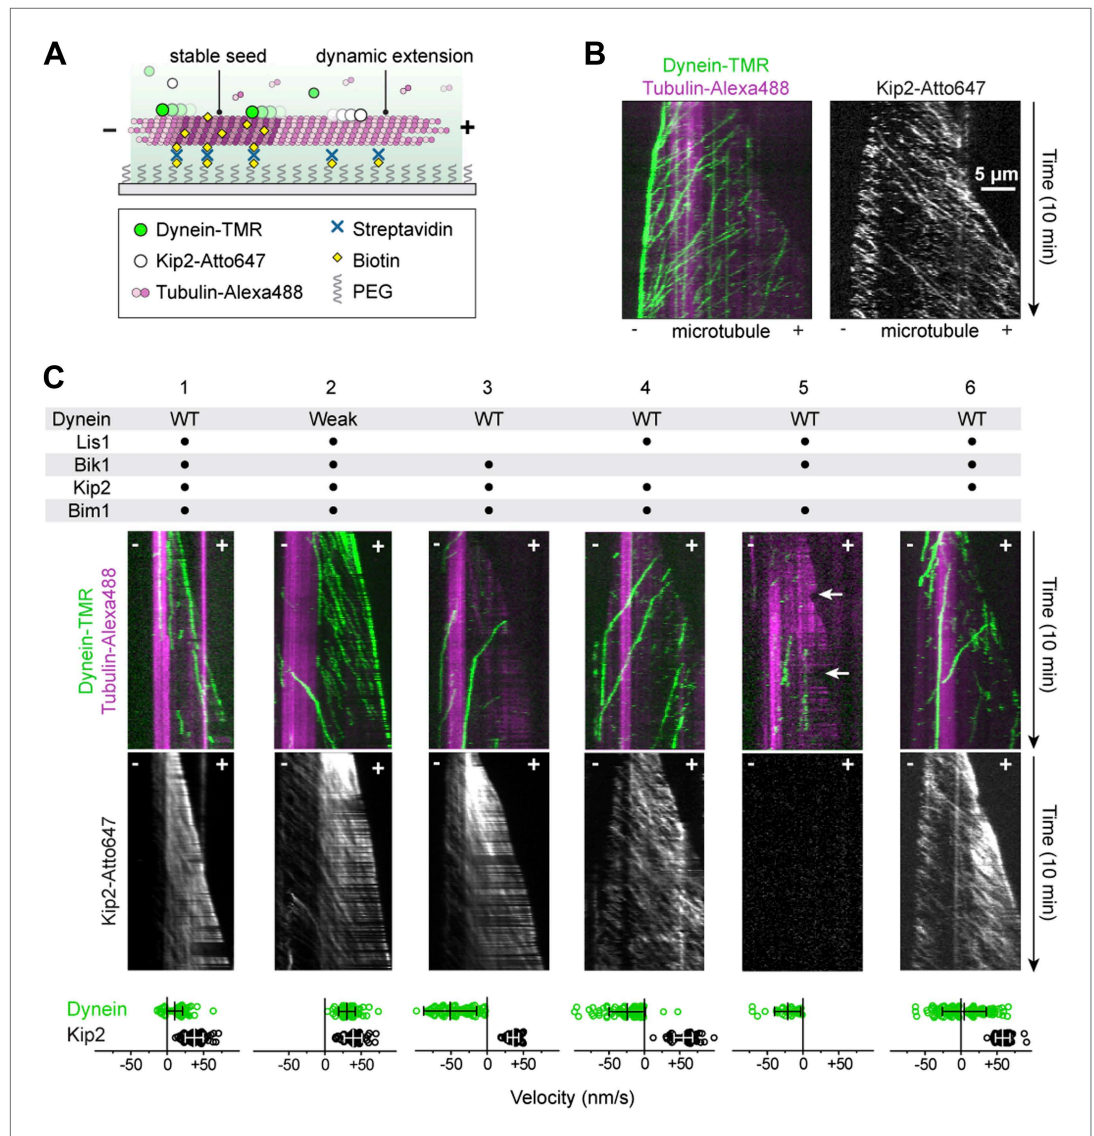 A
stable seed
dynamic extension
-
+
Dynein-TMR
Kip2-Atto647
Tubulin-Alexa488
Streptavidin
Biotin
PEG
B
Dynein-TMR
Tubulin-Alexa488
Kip2-Atto647
5 µm
Time (10 min)
- microtubule +
- microtubule +
C
1 2 3 4 5 6
Dynein WT Weak WT WT WT WT
Lis1 • • • • •
Bik1 • • • • •
Kip2 • • • • •
Bim1 • • • • •
Dynein-TMR
Tubulin-Alexa488
- + - + - + - + - + - +
Time (10 min)
Kip2-Atto647
- + - + - + - + - + - +
Time (10 min)
Dynein
Kip2
-50 0 +50 -50 0 +50 -50 0 +50 -50 0 +50 -50 0 +50 -50 0 +50
Velocity (nm/s)